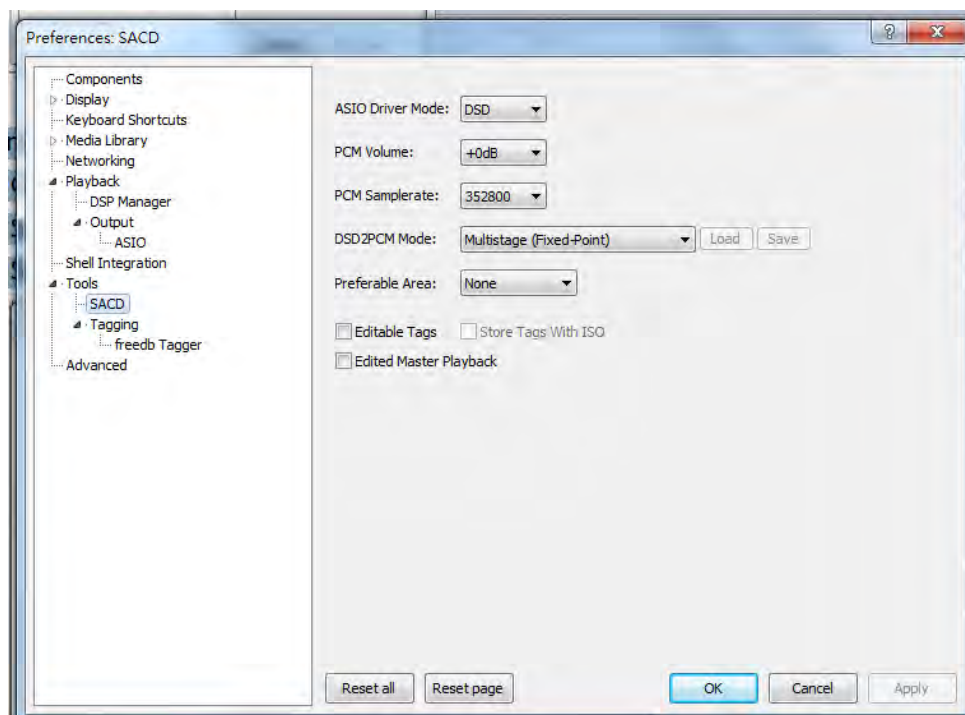 Preferences: SACD
Components
Display
Keyboard Shortcuts
Media Library
Networking
Playback
DSP Manager
Output
ASIO
Shell Integration
Tools
SACD
Tagging
freedb Tagger
Advanced
ASIO Driver Mode: DSD
PCM Volume: +0dB
PCM Samplerate: 352800
DSD2PCM Mode: Multistage (Fixed-Point) Load Save
Preferable Area: None
Editable Tags Store Tags With ISO
Edited Master Playback
Reset all Reset page OK Cancel Apply